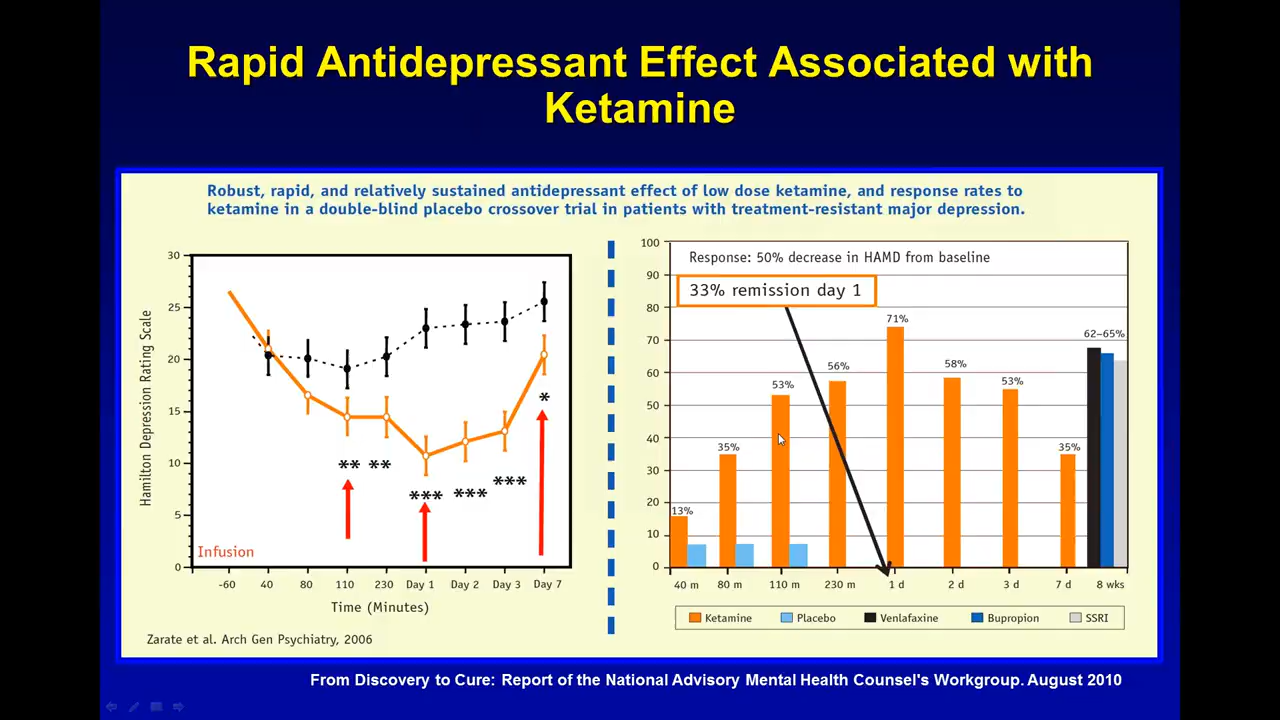 Rapid Antidepressant Effect Associated with
Ketamine
Robust, rapid, and relatively sustained antidepressant effect of low dose ketamine, and response rates to
ketamine in a double-blind placebo crossover trial in patients with treatment-resistant major depression.
Hamilton Depression Rating Scale
30
25
20
15
10
5
0
** **
*** *** ***
*
Infusion
-60 40 80 110 230 Day 1 Day 2 Day 3 Day 7
Time (Minutes)
Zarate et al. Arch Gen Psychiatry, 2006
100
90
80
70
60
50
40
30
20
10
0
Response: 50% decrease in HAMD from baseline
33% remission day 1
13%
35%
53%
56%
71%
58%
53%
35%
62–65%
40 m 80 m 110 m 230 m 1 d 2 d 3 d 7 d 8 wks
Ketamine Placebo Venlafaxine Bupropion SSRI
From Discovery to Cure: Report of the National Advisory Mental Health Counsel's Workgroup. August 2010